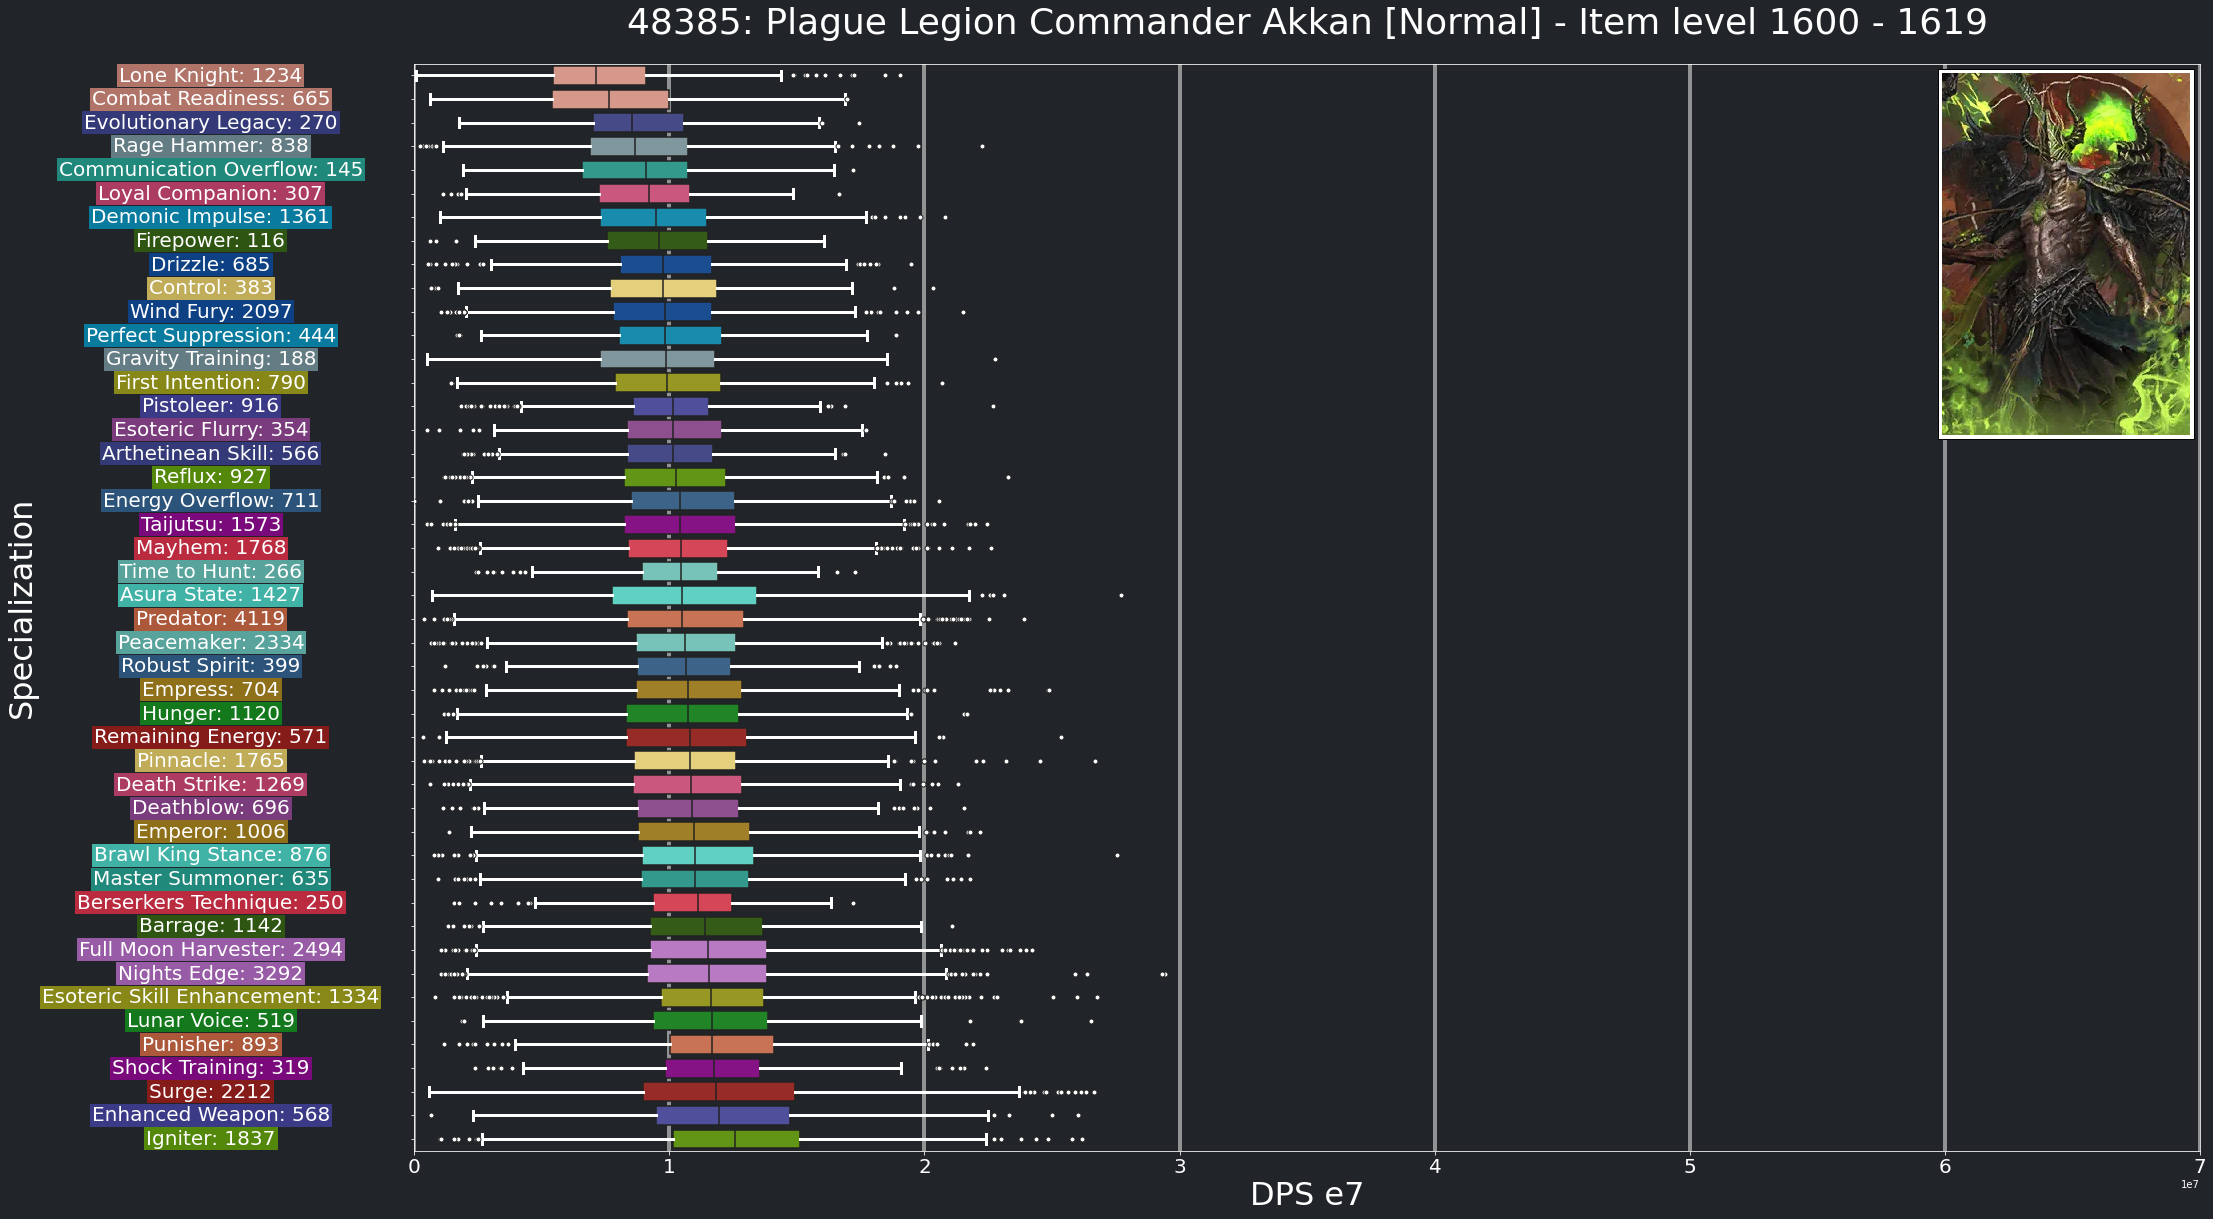 48385: Plague Legion Commander Akkan [Normal] - Item level 1600 - 1619
Lone Knight: 1234
Combat Readiness: 665
Evolutionary Legacy: 270
Rage Hammer: 838
Communication Overflow: 145
Loyal Companion: 307
Demonic Impulse: 1361
Firepower: 116
Drizzle: 685
Control: 383
Wind Fury: 2097
Perfect Suppression: 444
Gravity Training: 188
First Intention: 790
Pistoleer: 916
Esoteric Flurry: 354
Arthetinean Skill: 566
Reflux: 927
Energy Overflow: 711
Taijutsu: 1573
Mayhem: 1768
Time to Hunt: 266
Asura State: 1427
Predator: 4119
Peacemaker: 2334
Robust Spirit: 399
Empress: 704
Hunger: 1120
Remaining Energy: 571
Pinnacle: 1765
Death Strike: 1269
Deathblow: 696
Emperor: 1006
Brawl King Stance: 876
Master Summoner: 635
Berserkers Technique: 250
Barrage: 1142
Full Moon Harvester: 2494
Nights Edge: 3292
Esoteric Skill Enhancement: 1334
Lunar Voice: 519
Punisher: 893
Shock Training: 319
Surge: 2212
Enhanced Weapon: 568
Igniter: 1837
Specialization
0 1 2 3 4 5 6 7
1e7
DPS e7